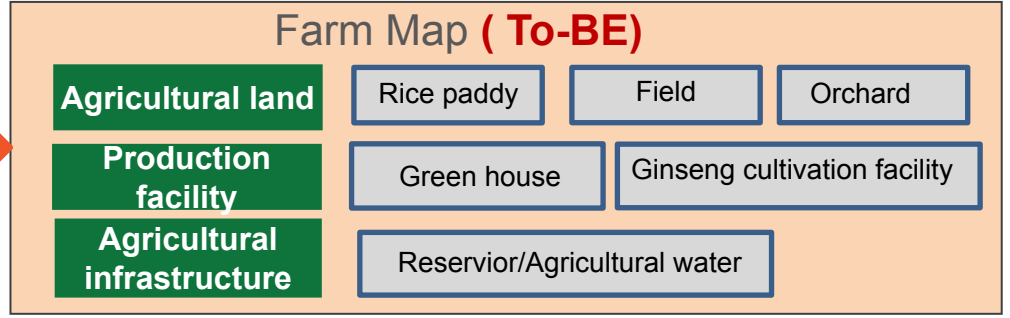 Farm Map ( To-BE)
Agricultural land
Rice paddy
Field
Orchard
Production
facility
Green house
Ginseng cultivation facility
Agricultural
infrastructure
Reservior/Agricultural water